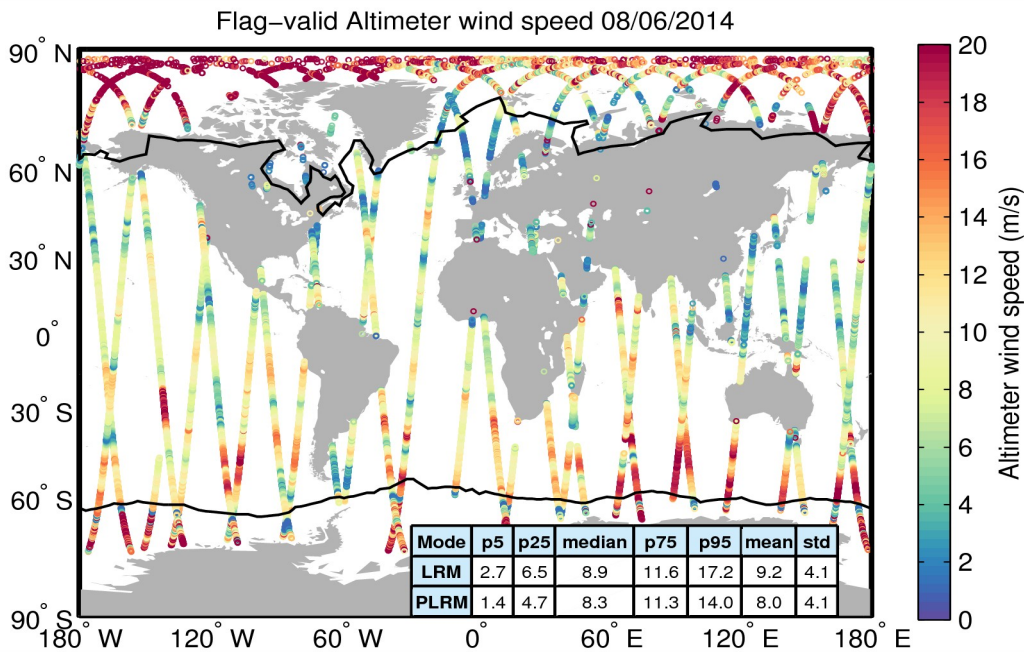 Flag−valid Altimeter wind speed 08/06/2014
90° N
60° N
30° N
0°
30° S
60° S
90° S
180° W
120° W
60° W
0°
60° E
120° E
180° E
Mode p5 p25 median p75 p95 mean std
LRM 2.7 6.5 8.9 11.6 17.2 9.2 4.1
PLRM 1.4 4.7 8.3 11.3 14.0 8.0 4.1
20
18
16
14
12
10
8
6
4
2
0
Altimeter wind speed (m/s)